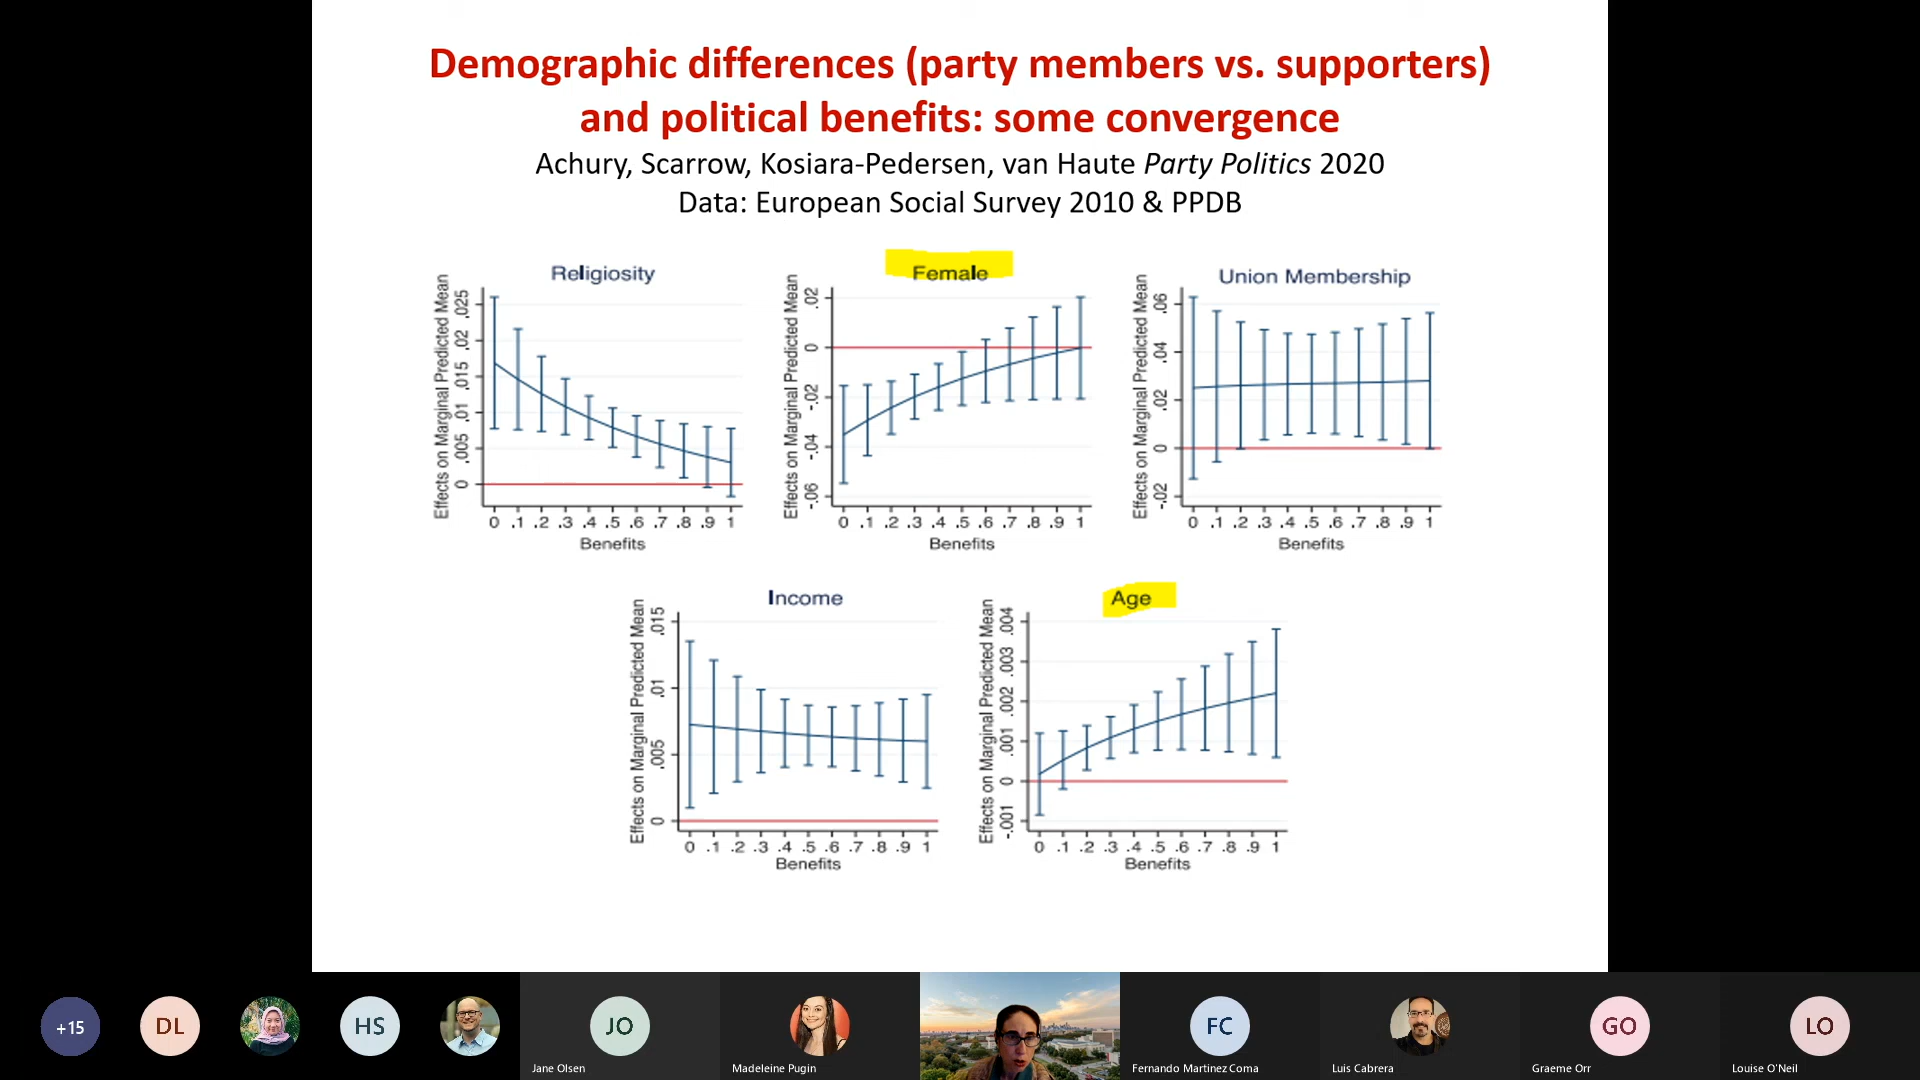 Demographic differences (party members vs. supporters)
and political benefits: some convergence
Achury, Scarrow, Kosiara-Pedersen, van Haute Party Politics 2020
Data: European Social Survey 2010 & PPDB
Religiosity
Effects on Marginal Predicted Mean
.025
.02
.015
.01
.005
0
0 .1 .2 .3 .4 .5 .6 .7 .8 .9 1
Benefits
Female
Effects on Marginal Predicted Mean
.02
0
-.02
-.04
-.06
0 .1 .2 .3 .4 .5 .6 .7 .8 .9 1
Benefits
Union Membership
Effects on Marginal Predicted Mean
.06
.04
.02
0
-.02
0 .1 .2 .3 .4 .5 .6 .7 .8 .9 1
Benefits
Income
Effects on Marginal Predicted Mean
.015
.01
.005
0
0 .1 .2 .3 .4 .5 .6 .7 .8 .9 1
Benefits
Age
Effects on Marginal Predicted Mean
.004
.003
.002
.001
0
-.001
0 .1 .2 .3 .4 .5 .6 .7 .8 .9 1
Benefits
+15
DL
HS
JO
Jane Olsen
Madeleine Pugin
FC
Fernando Martinez Coma
Luis Cabrera
GO
Graeme Orr
LO
Louise O'Neil